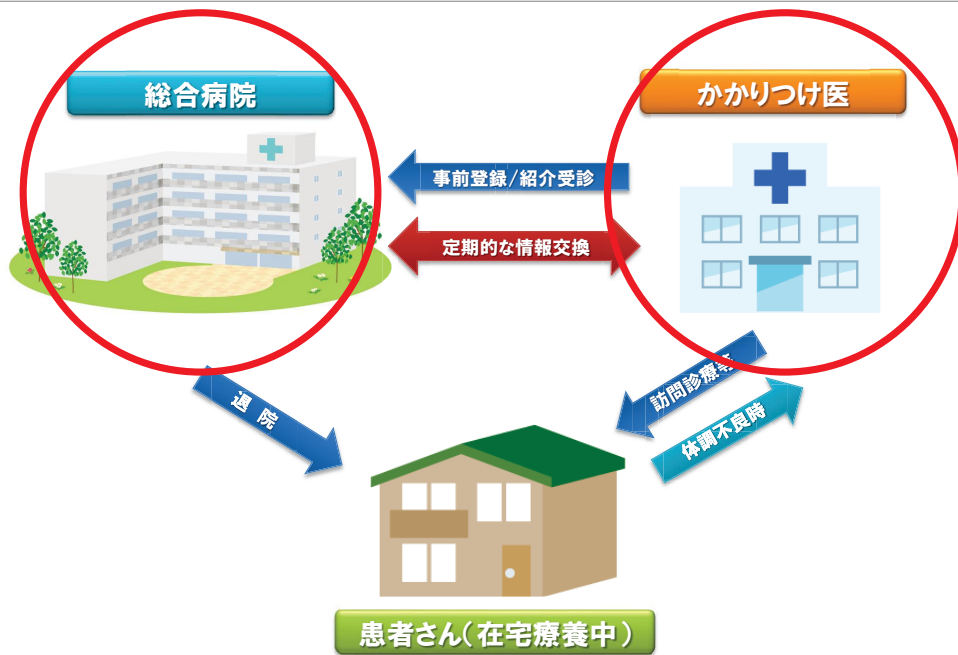 総合病院
かかりつけ医
事前登録/紹介受診
定期的な情報交換
退 院
訪問診療等
体調不良時
患者さん(在宅療養中)